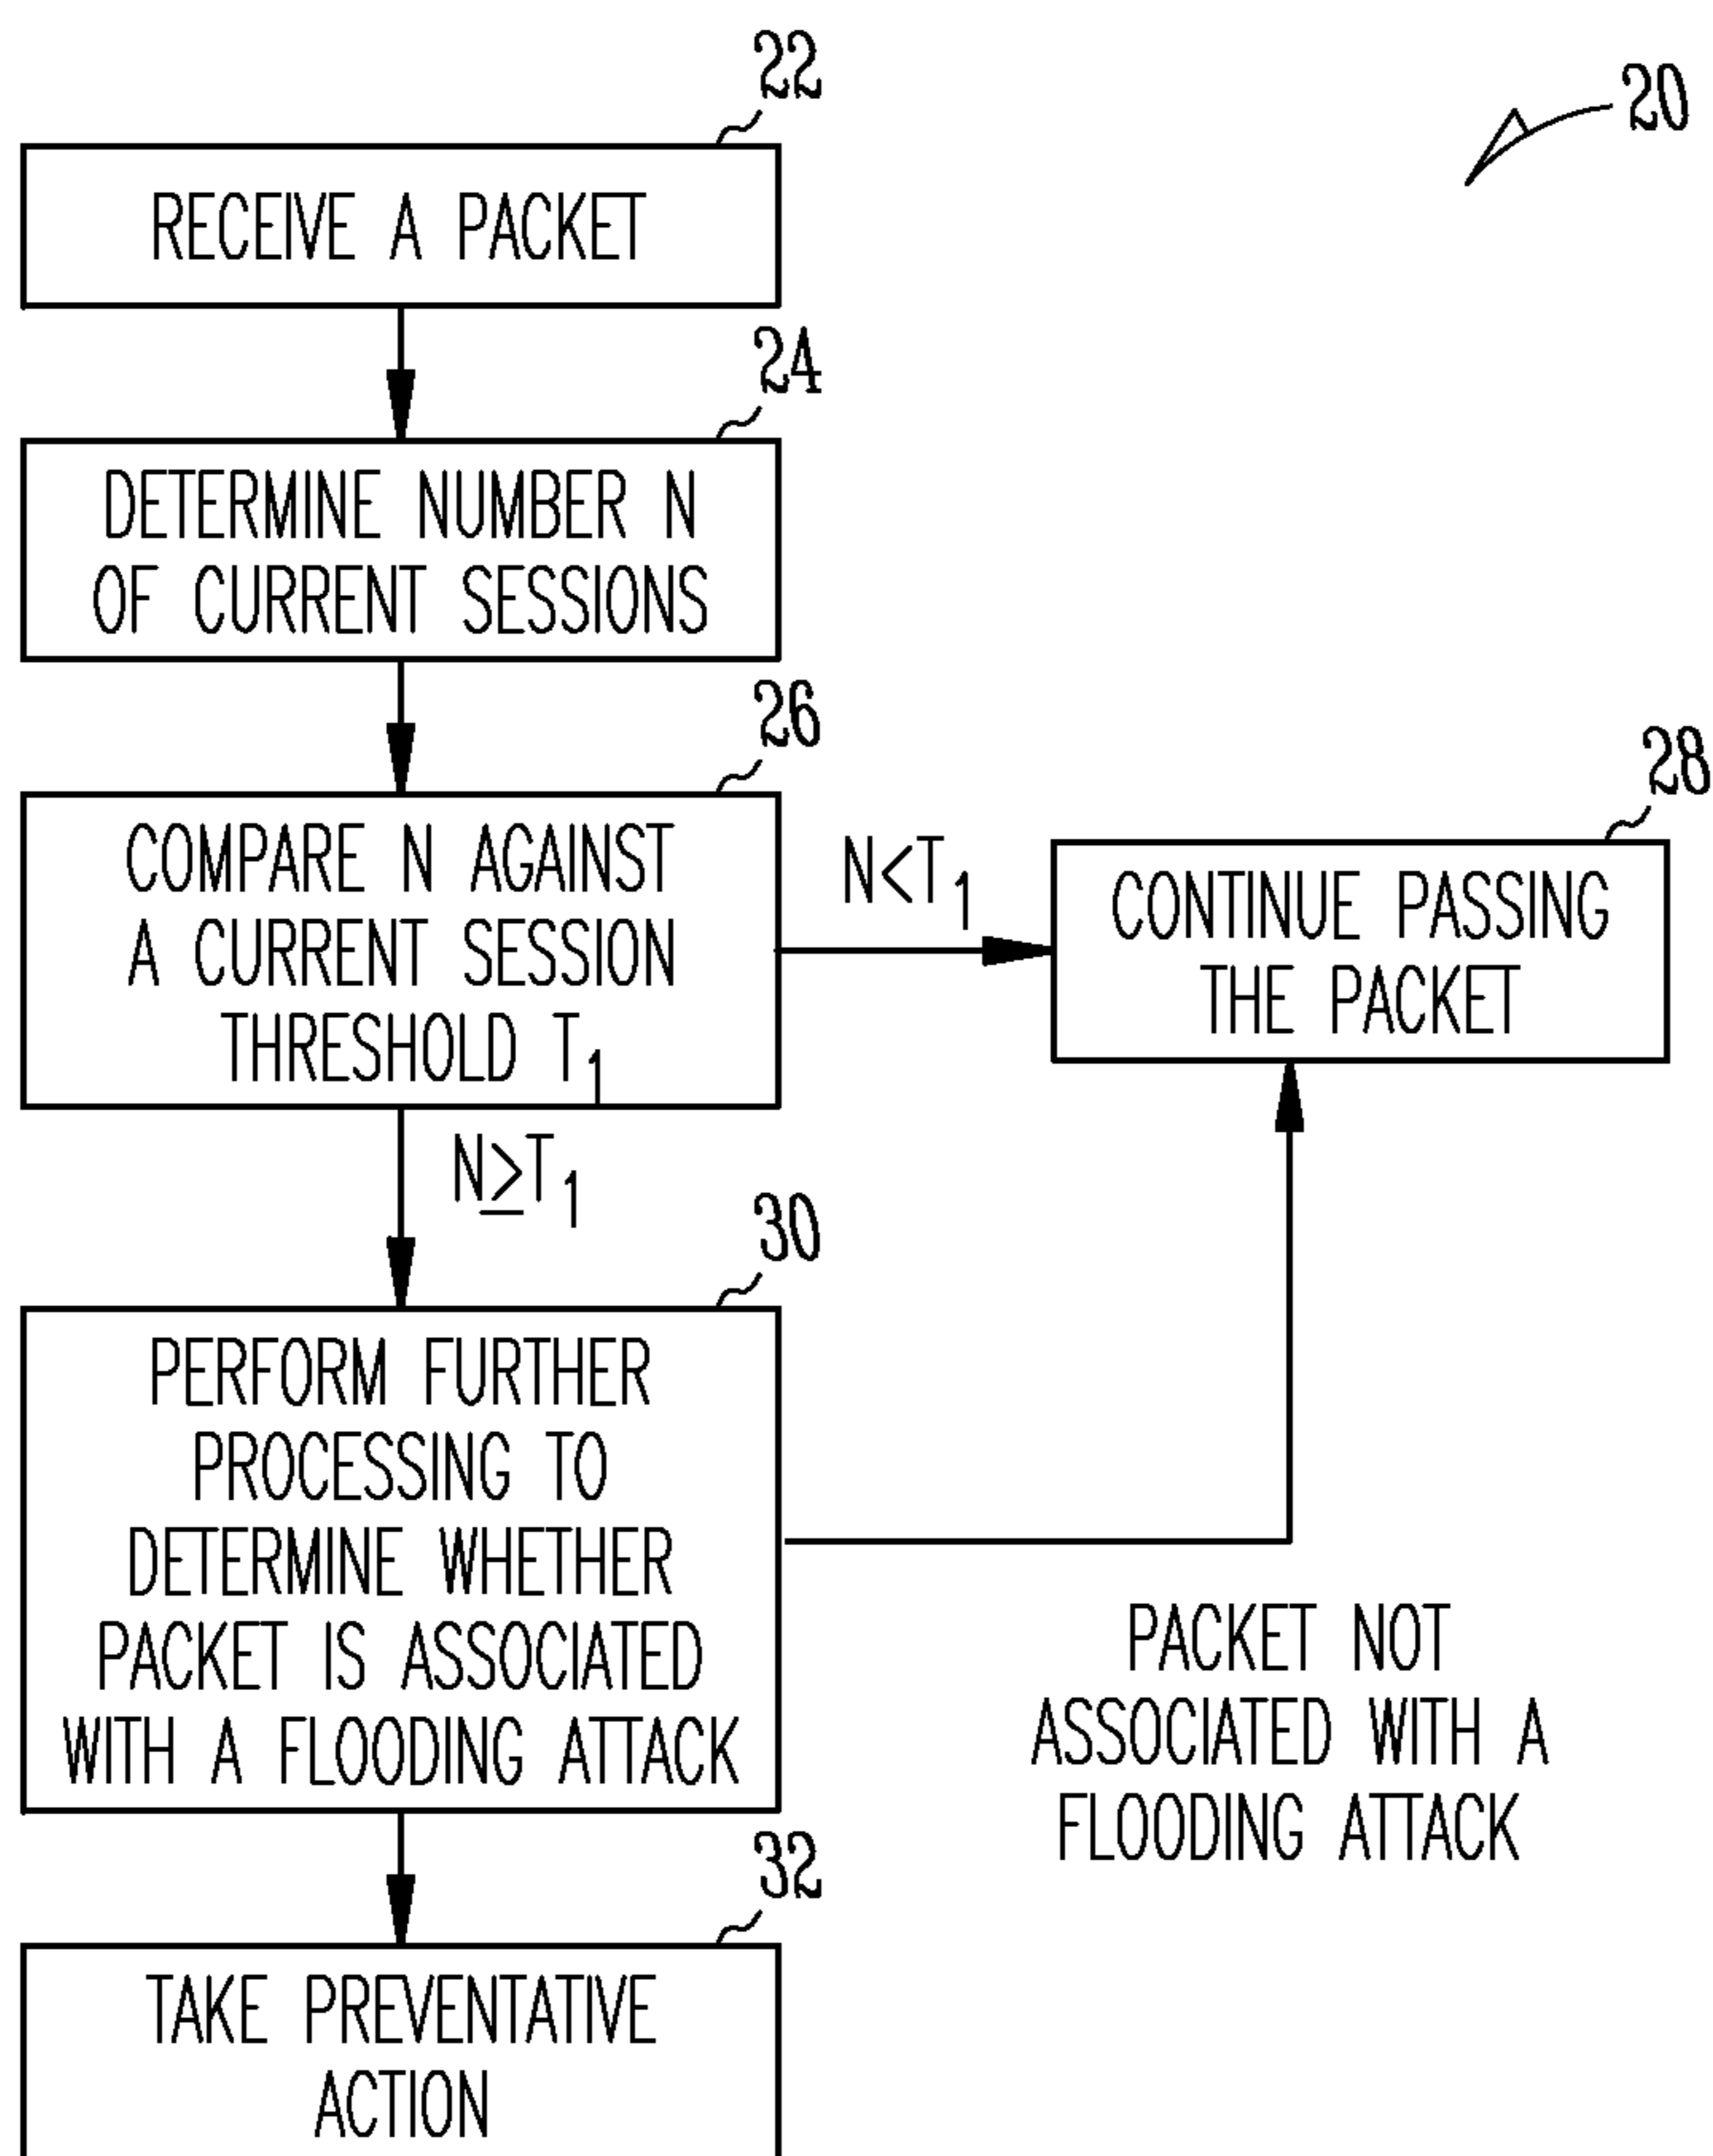 20
22
RECEIVE A PACKET
24
DETERMINE NUMBER N
OF CURRENT SESSIONS
26
COMPARE N AGAINST
A CURRENT SESSION
THRESHOLD T₁
N<T₁
28
CONTINUE PASSING
THE PACKET
N≥T₁
30
PERFORM FURTHER
PROCESSING TO
DETERMINE WHETHER
PACKET IS ASSOCIATED
WITH A FLOODING ATTACK
PACKET NOT
ASSOCIATED WITH A
FLOODING ATTACK
32
TAKE PREVENTATIVE
ACTION